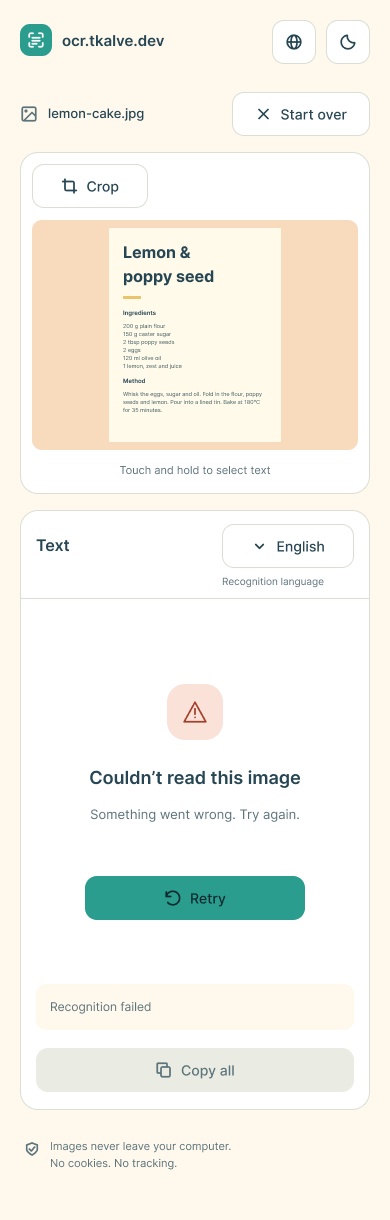 ocr.tkalve.dev
lemon-cake.jpg
Start over
Crop
Lemon &
poppy seed
Ingredients
200 g plain flour
150 g caster sugar
2 tbsp poppy seeds
2 eggs
120 ml olive oil
1 lemon, zest and juice
Method
Whisk the eggs, sugar and oil. Fold in the flour, poppy
seeds and lemon. Pour into a lined tin. Bake at 180°C
for 35 minutes.
Touch and hold to select text
Text
English
Recognition language
Couldn’t read this image
Something went wrong. Try again.
Retry
Recognition failed
Copy all
Images never leave your computer.
No cookies. No tracking.